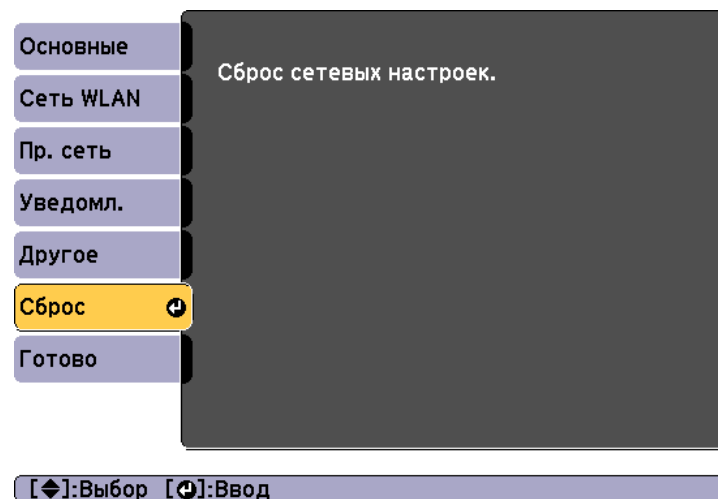 Основные
Сеть WLAN
Пр. сеть
Уведомл.
Другое
Сброс
Готово
Сброс сетевых настроек.
[◆]:Выбор [↵]:Ввод